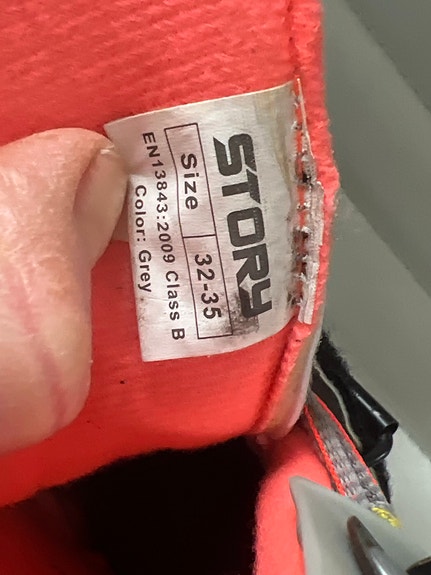 STORY
Size 32-35
EN13843:2009 Class B
Color: Grey